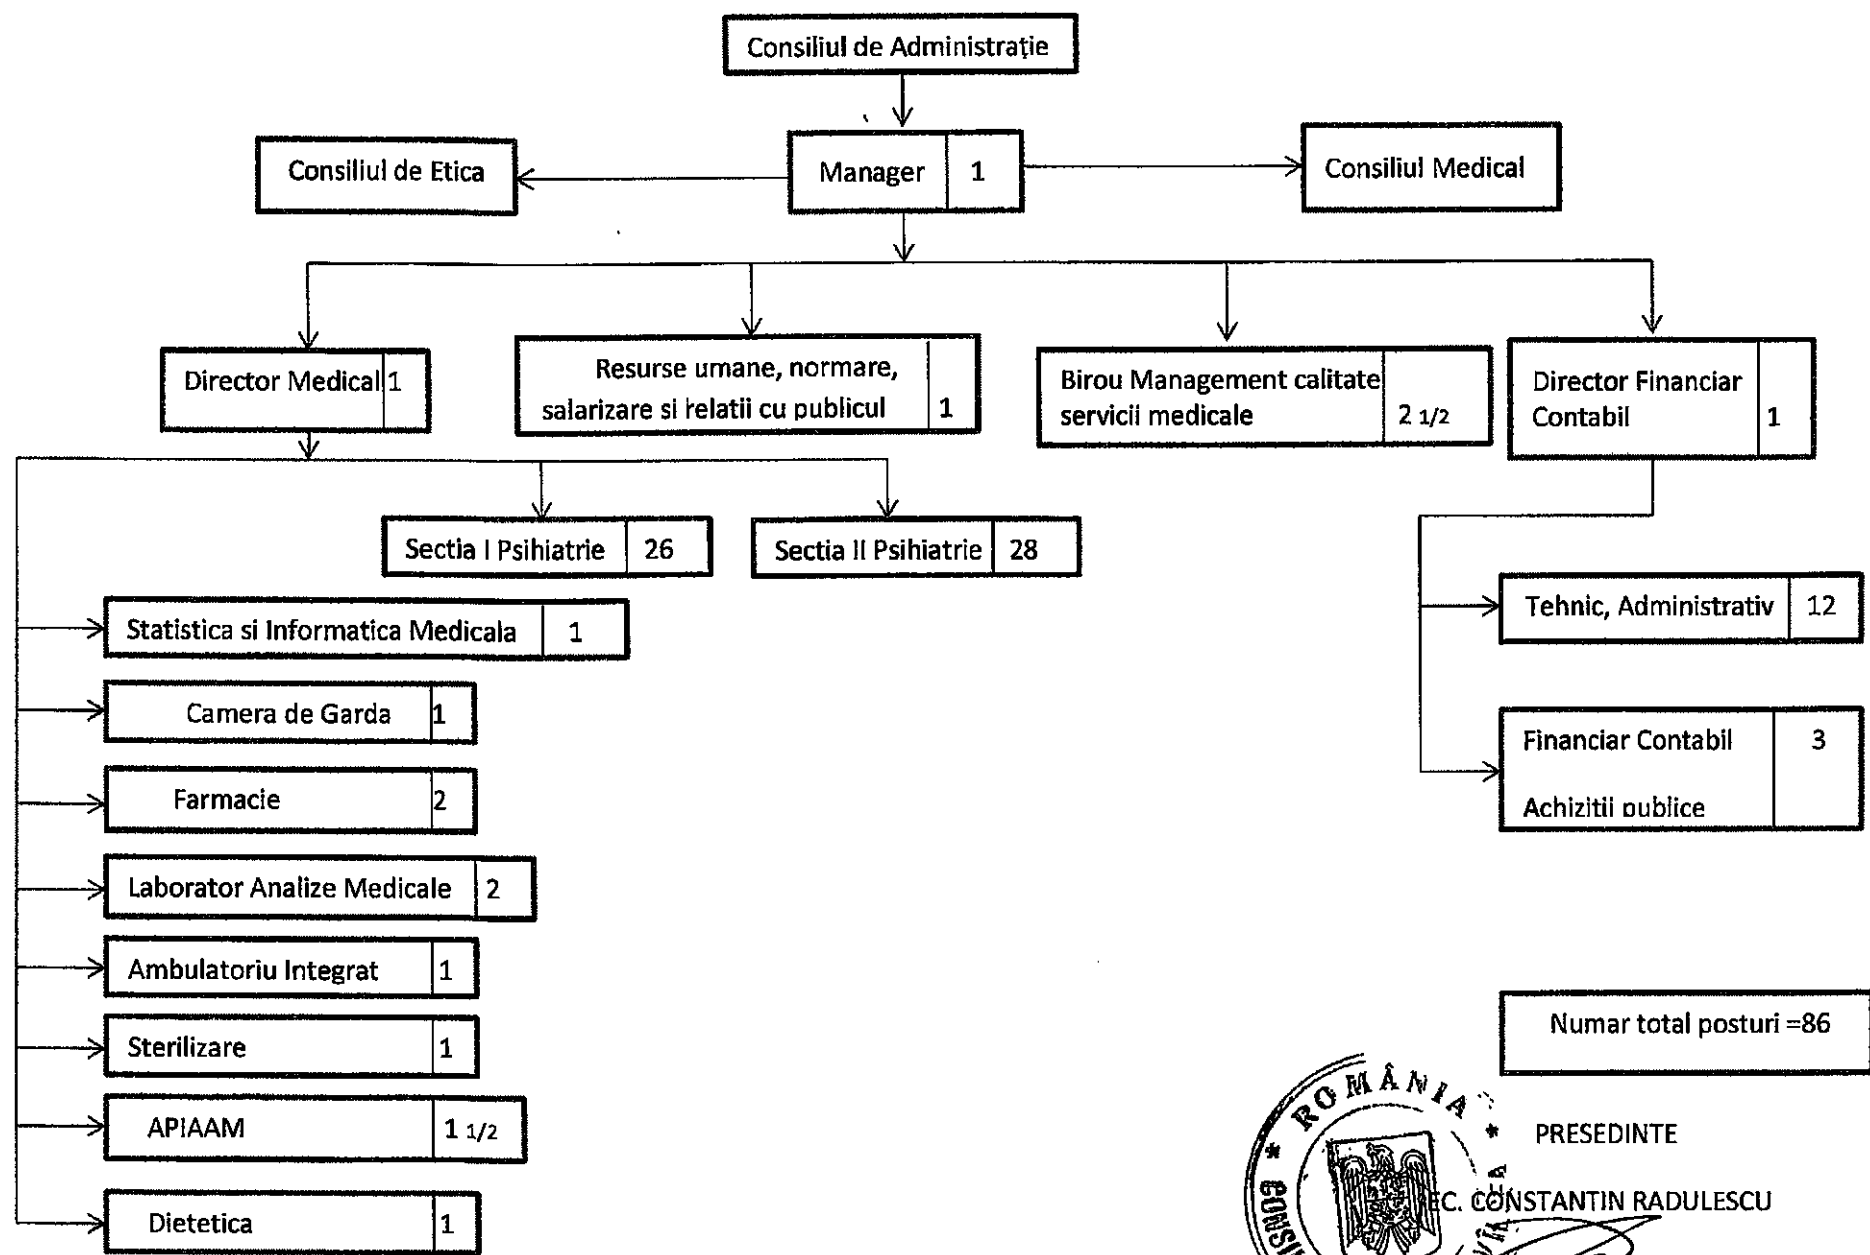 Consiliul de Administraţie
Consiliul de Etica
Manager 1
Consiliul Medical
Director Medical 1
Resurse umane, normare,
salarizare si relatii cu publicul 1
Birou Management calitate
servicii medicale 2 1/2
Director Financiar
Contabil 1
Sectia I Psihiatrie 26
Sectia II Psihiatrie 28
Statistica si Informatica Medicala 1
Camera de Garda 1
Farmacie 2
Laborator Analize Medicale 2
Ambulatoriu Integrat 1
Sterilizare 1
APIAAM 1 1/2
Dietetica 1
Tehnic, Administrativ 12
Financiar Contabil 3
Achizitii publice
Numar total posturi =86
* ROMÂNIA *
PRESEDINTE
EC. CONSTANTIN RADULESCU